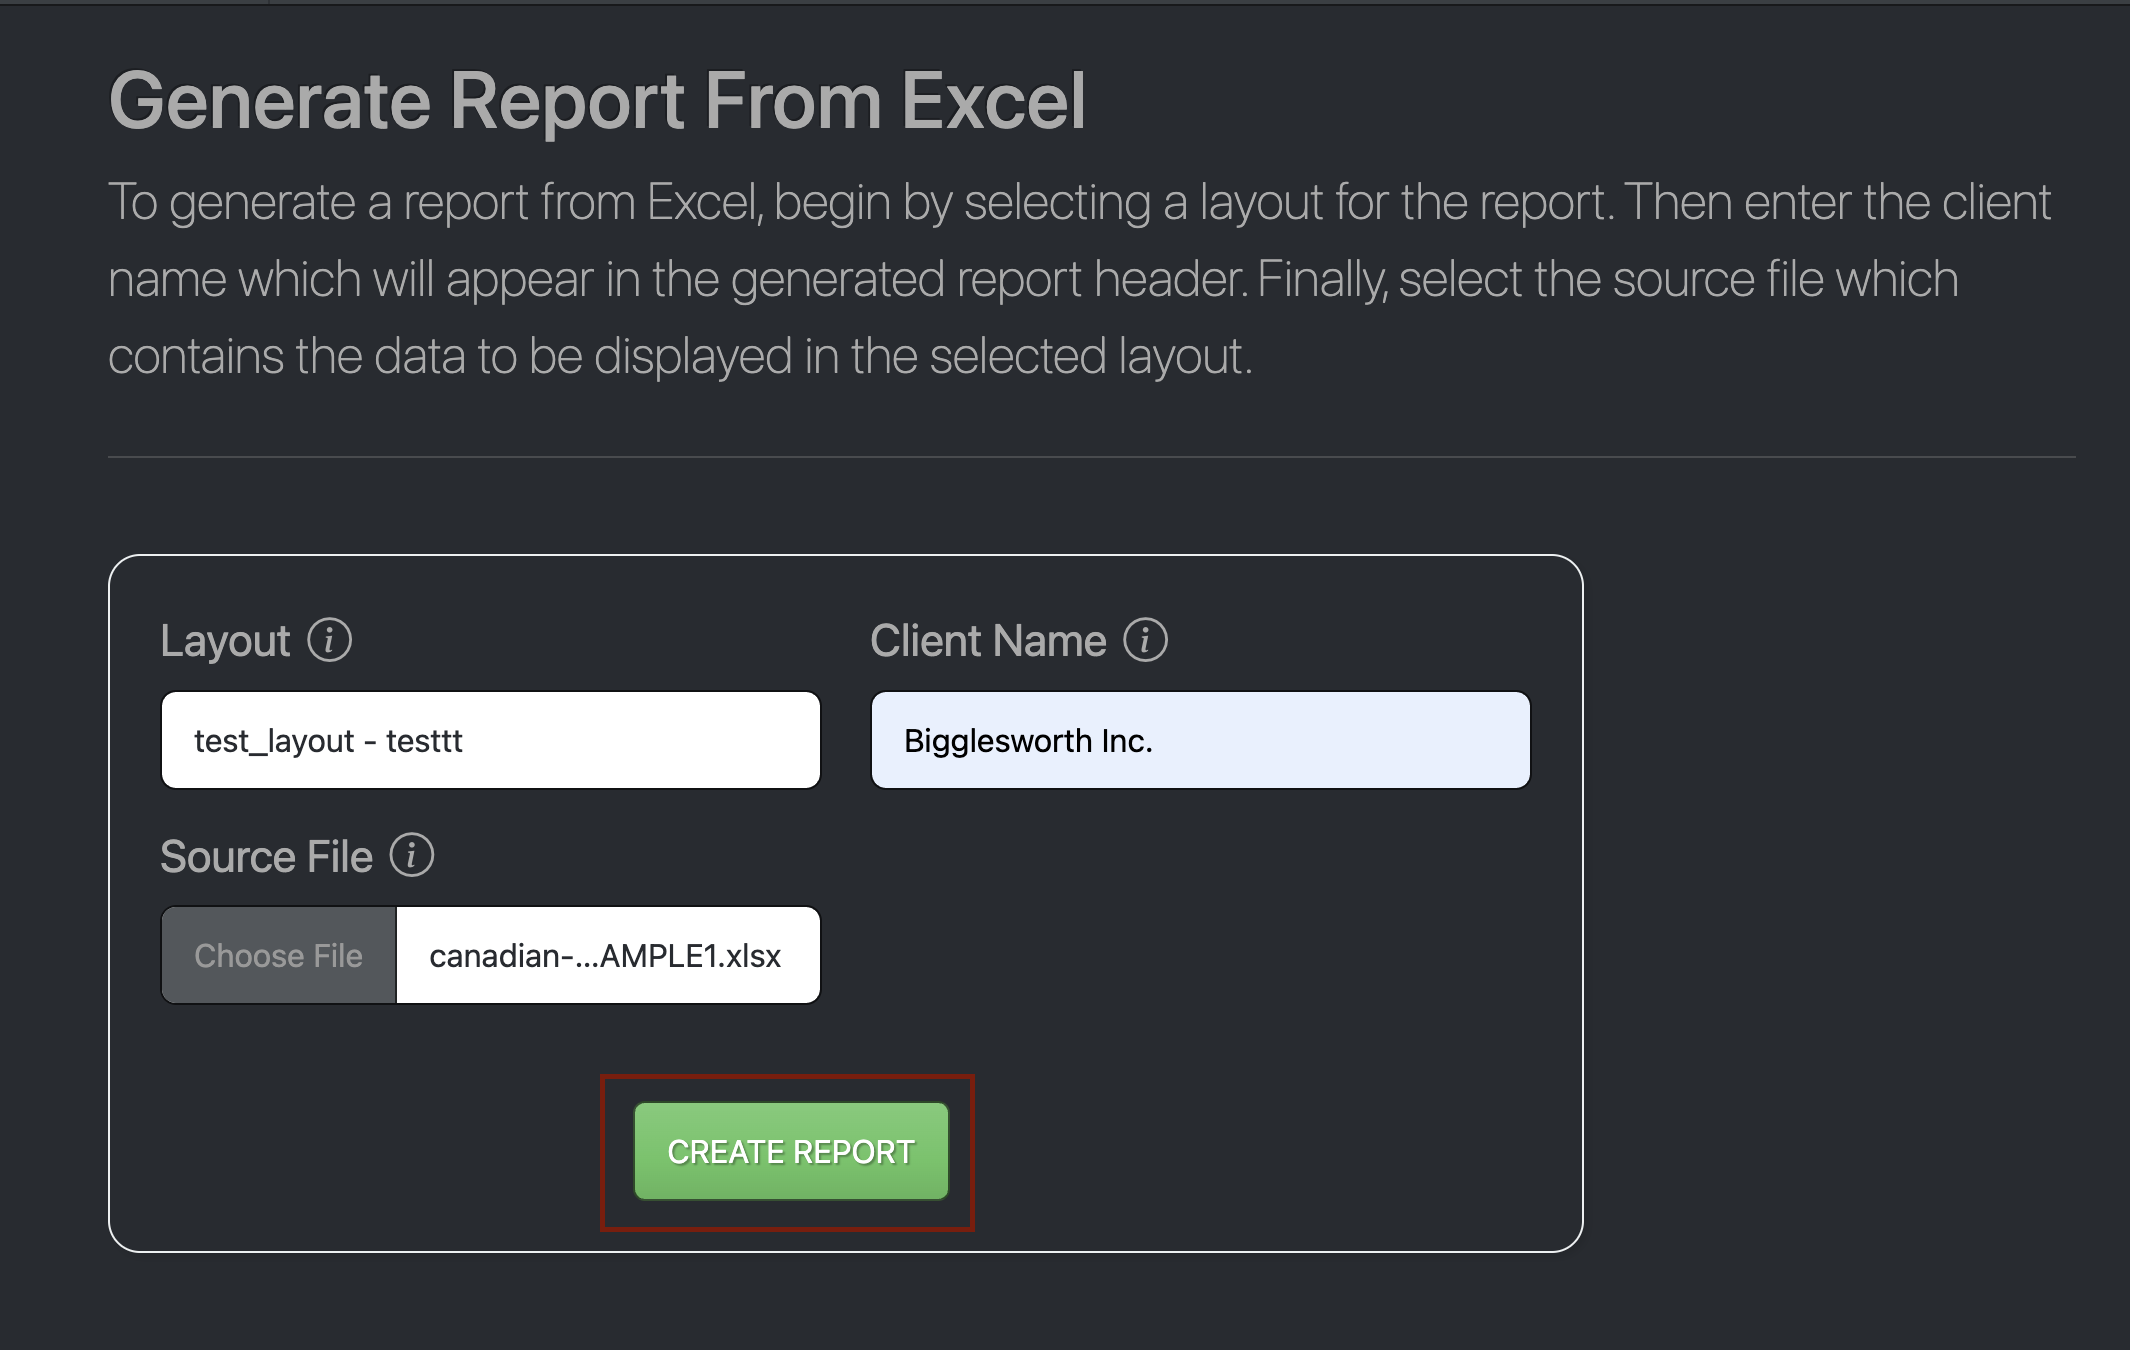 Generate Report From Excel
To generate a report from Excel, begin by selecting a layout for the report. Then enter the client
name which will appear in the generated report header. Finally, select the source file which
contains the data to be displayed in the selected layout.
Layout i
Client Name i
test_layout - testtt
Bigglesworth Inc.
Source File i
Choose File
canadian-...AMPLE1.xlsx
CREATE REPORT